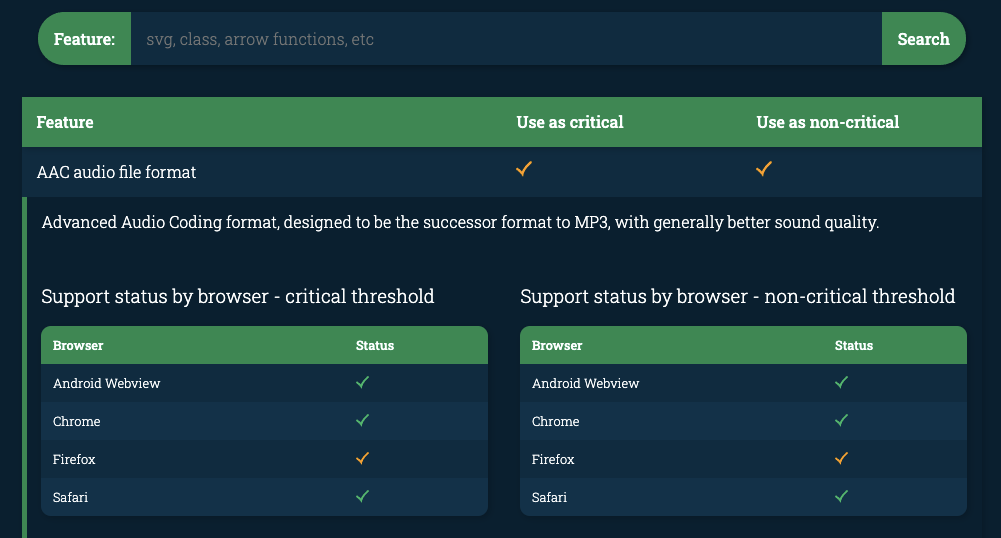 Feature: svg, class, arrow functions, etc Search
Feature Use as critical Use as non-critical
AAC audio file format
Advanced Audio Coding format, designed to be the successor format to MP3, with generally better sound quality.
Support status by browser - critical threshold
Browser Status
Android Webview
Chrome
Firefox
Safari
Support status by browser - non-critical threshold
Browser Status
Android Webview
Chrome
Firefox
Safari